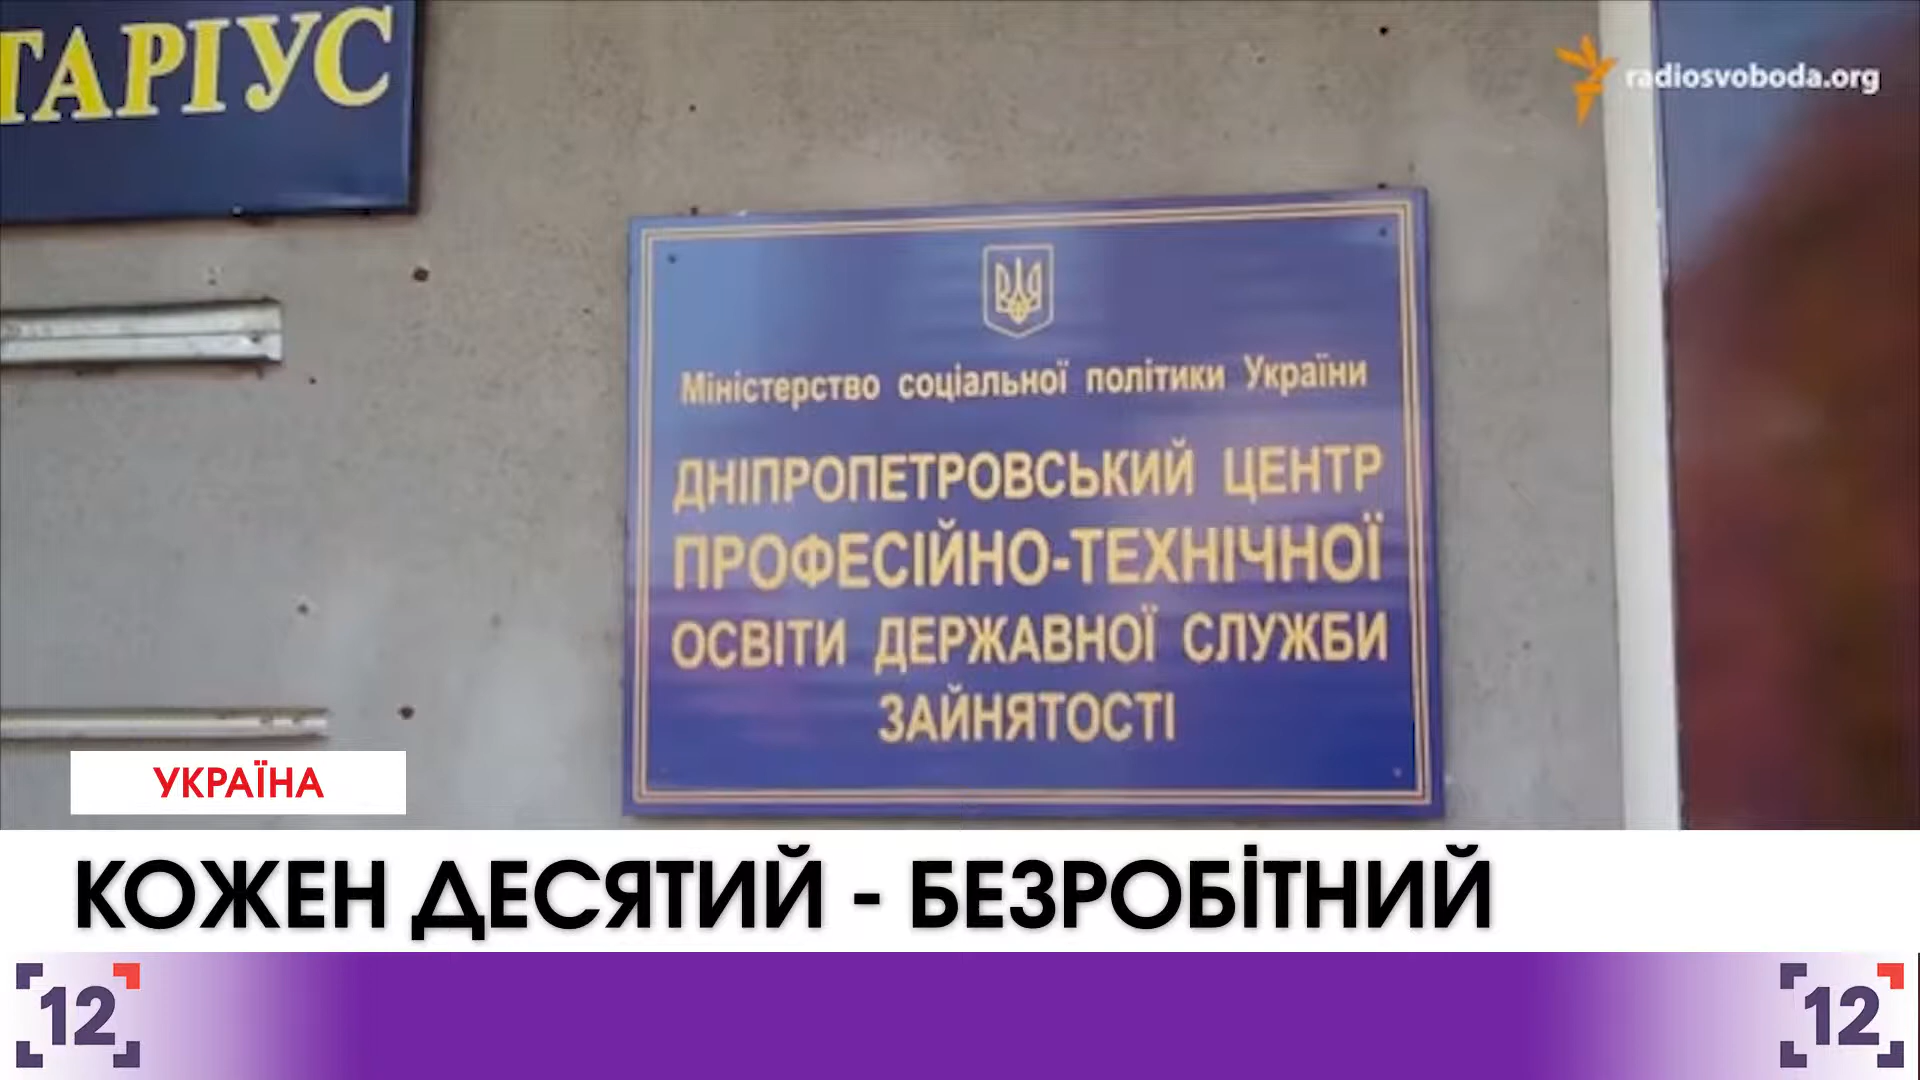 ТАРІУС
radiosvoboda.org
Міністерство соціальної політики України
ДНІПРОПЕТРОВСЬКИЙ ЦЕНТР
ПРОФЕСІЙНО-ТЕХНІЧНОЇ
ОСВІТИ ДЕРЖАВНОЇ СЛУЖБИ
ЗАЙНЯТОСТІ
УКРАЇНА
КОЖЕН ДЕСЯТИЙ - БЕЗРОБІТНИЙ
12
12